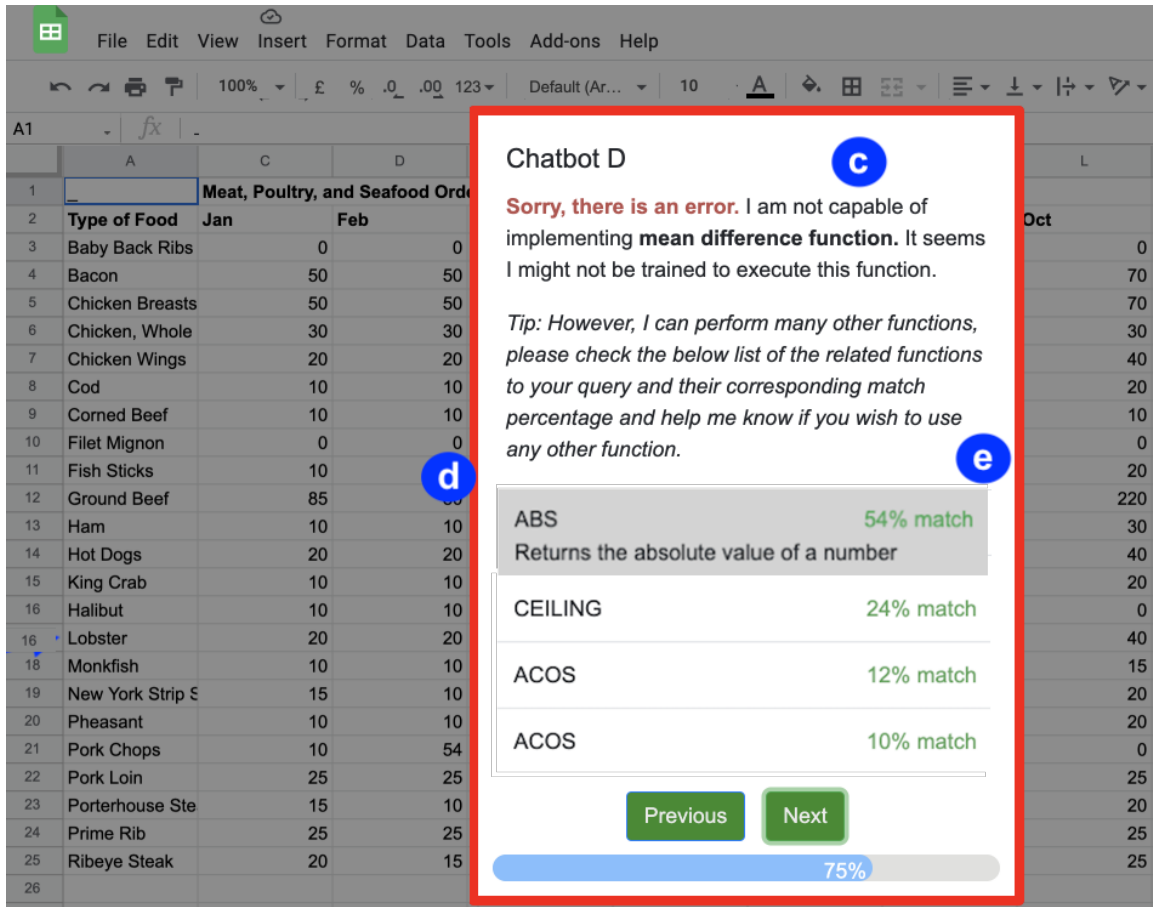 File Edit View Insert Format Data Tools Add-ons Help
100% £ % .0 .00 123 Default (Ar... 10 A
A1 fx _
A C D L
1 _ Meat, Poultry, and Seafood Orde
2 Type of Food Jan Feb Oct
3 Baby Back Ribs 0 0 0
4 Bacon 50 50 70
5 Chicken Breasts 50 50 70
6 Chicken, Whole 30 30 30
7 Chicken Wings 20 20 40
8 Cod 10 10 20
9 Corned Beef 10 10 10
10 Filet Mignon 0 0 0
11 Fish Sticks 10 20
12 Ground Beef 85 220
13 Ham 10 10 30
14 Hot Dogs 20 20 40
15 King Crab 10 10 20
16 Halibut 10 10 0
16 Lobster 20 20 40
18 Monkfish 10 10 15
19 New York Strip S 15 10 20
20 Pheasant 10 10 20
21 Pork Chops 10 54 0
22 Pork Loin 25 25 25
23 Porterhouse Ste 15 10 20
24 Prime Rib 25 25 25
25 Ribeye Steak 20 15 25
26
Chatbot D
c
Sorry, there is an error. I am not capable of
implementing mean difference function. It seems
I might not be trained to execute this function.
Tip: However, I can perform many other functions,
please check the below list of the related functions
to your query and their corresponding match
percentage and help me know if you wish to use
any other function.
d
e
ABS 54% match
Returns the absolute value of a number
CEILING 24% match
ACOS 12% match
ACOS 10% match
Previous Next
75%